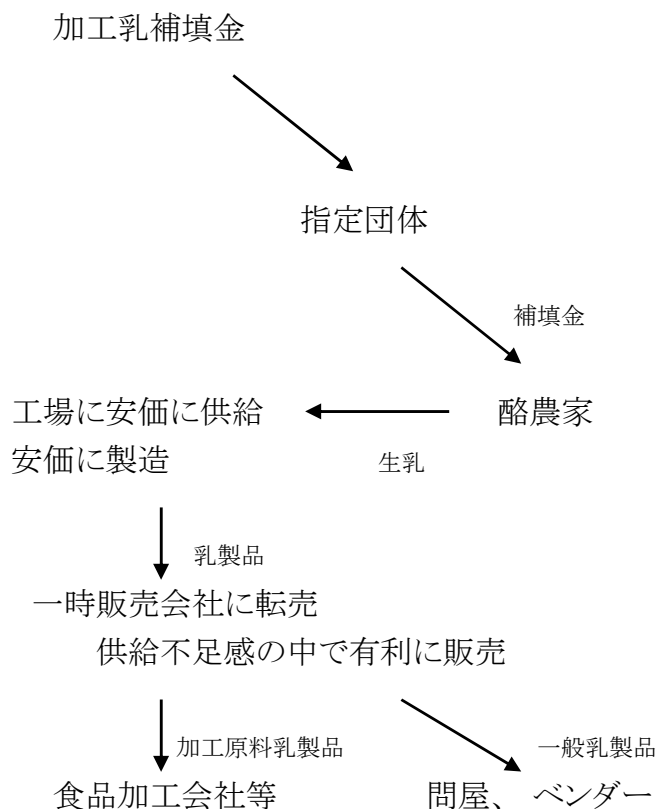 加工乳補填金
指定団体
補填金
工場に安価に供給
酪農家
安価に製造
生乳
乳製品
一時販売会社に転売
供給不足感の中で有利に販売
加工原料乳製品
一般乳製品
食品加工会社等
問屋、 ベンダー